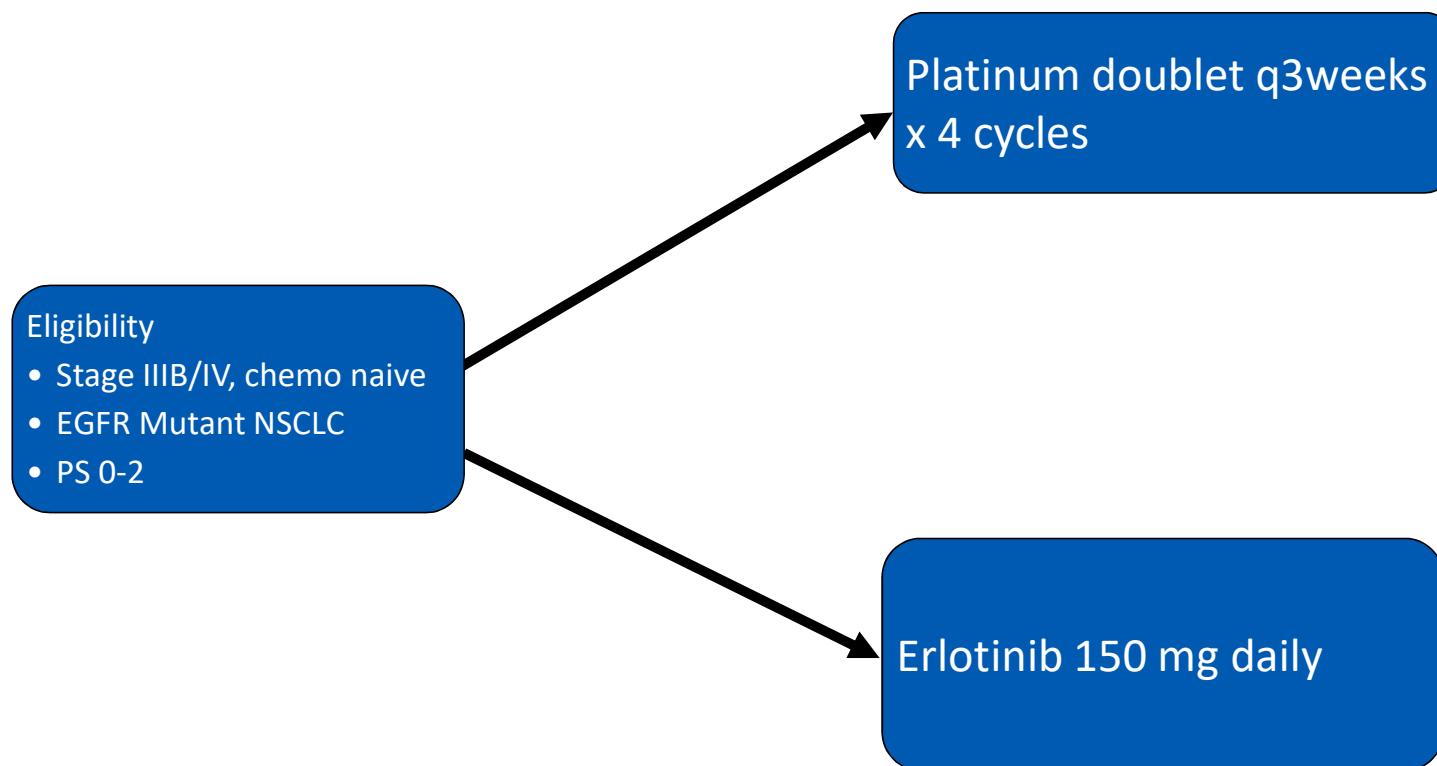 Platinum doublet q3weeks
x 4 cycles
Eligibility
• Stage IIIB/IV, chemo naive
• EGFR Mutant NSCLC
• PS 0-2
Erlotinib 150 mg daily